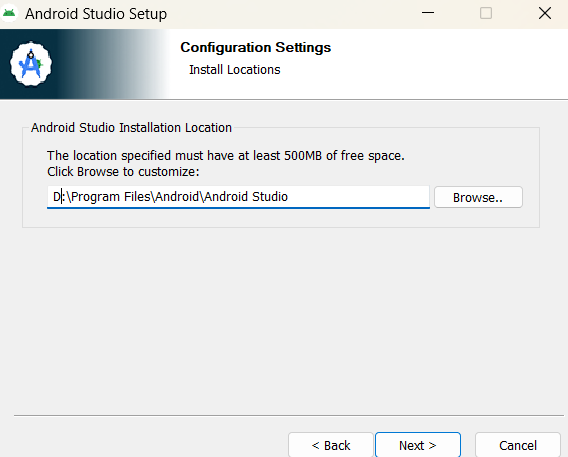 Android Studio Setup
Configuration Settings
Install Locations
Android Studio Installation Location
The location specified must have at least 500MB of free space.
Click Browse to customize:
D:\Program Files\Android\Android Studio
Browse..
< Back
Next >
Cancel